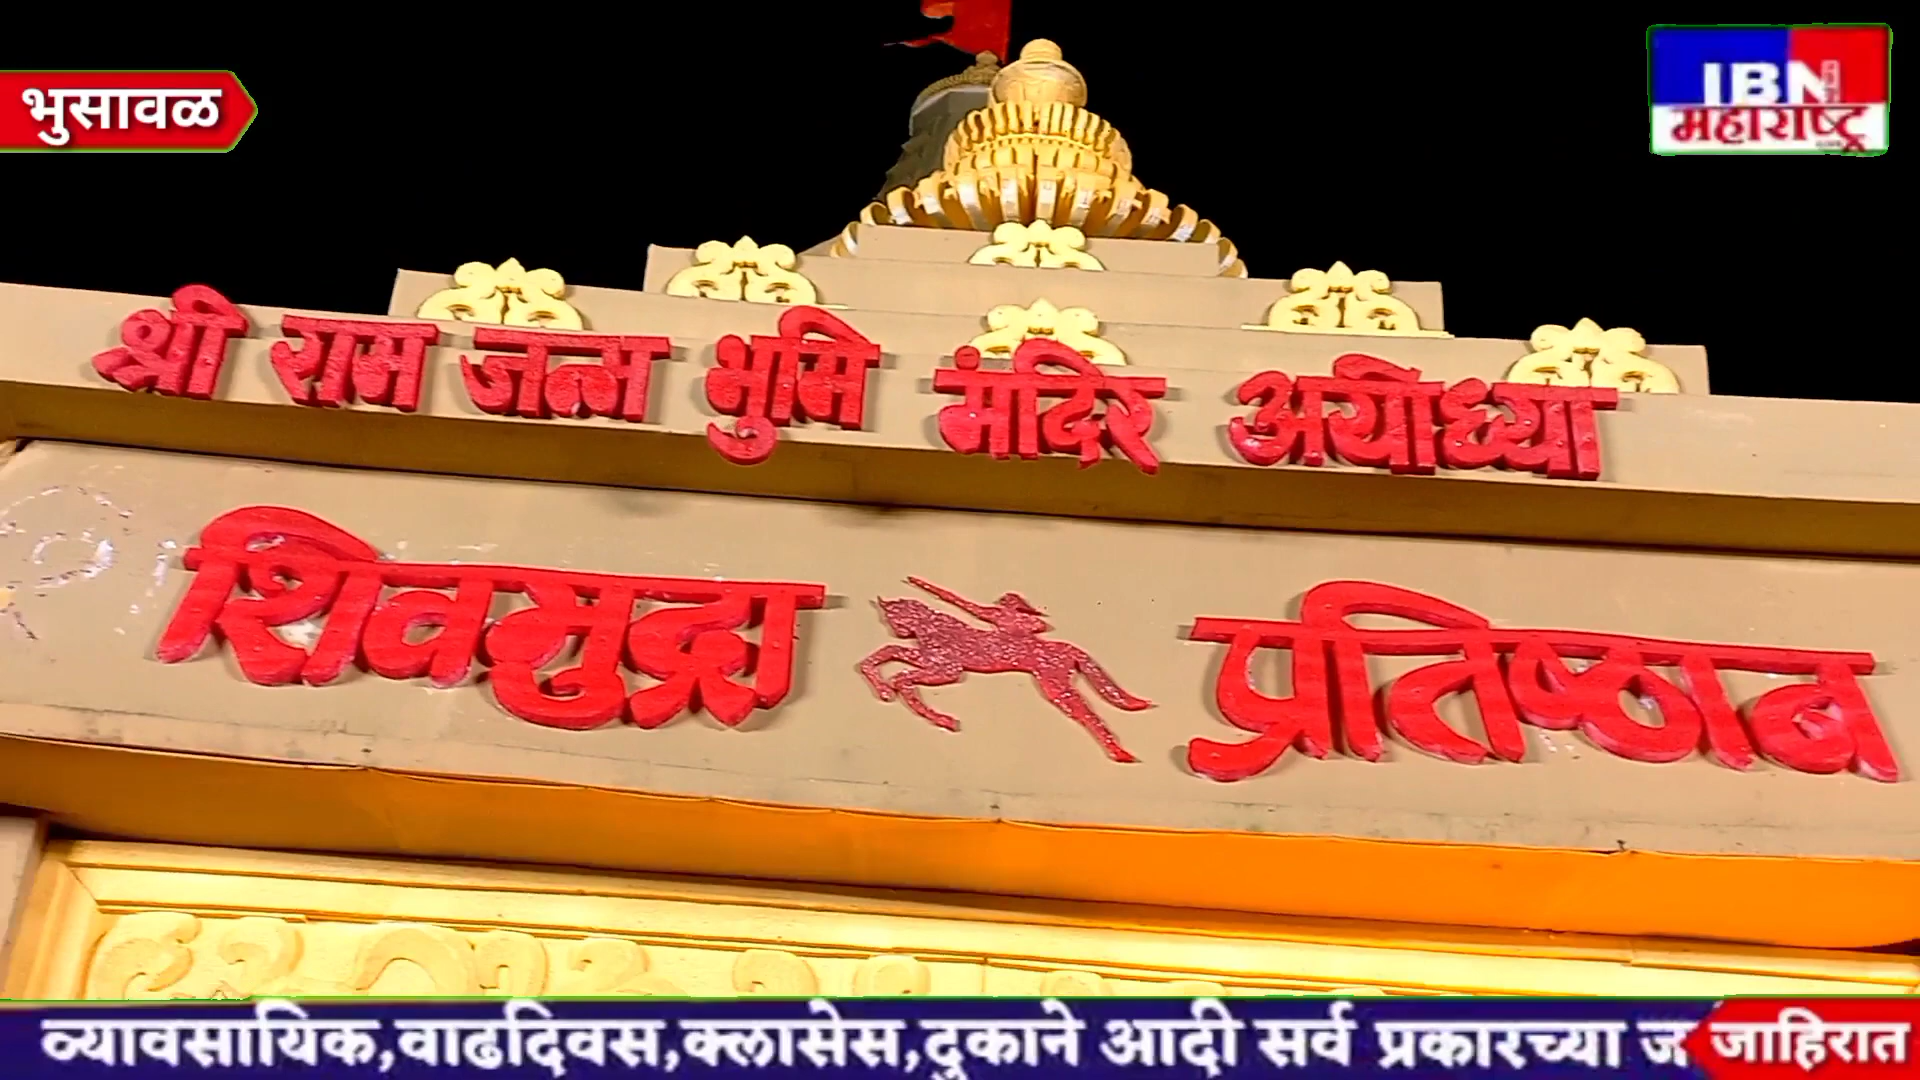 भुसावळ
IBN
महाराष्ट्र
श्री राम जन्म भुमि मंदिर अयोध्या
शिवमुद्रा प्रतिष्ठान
व्यावसायिक,वाढदिवस,क्लासेस,दुकाने आदी सर्व प्रकारच्या ज
जाहिरात